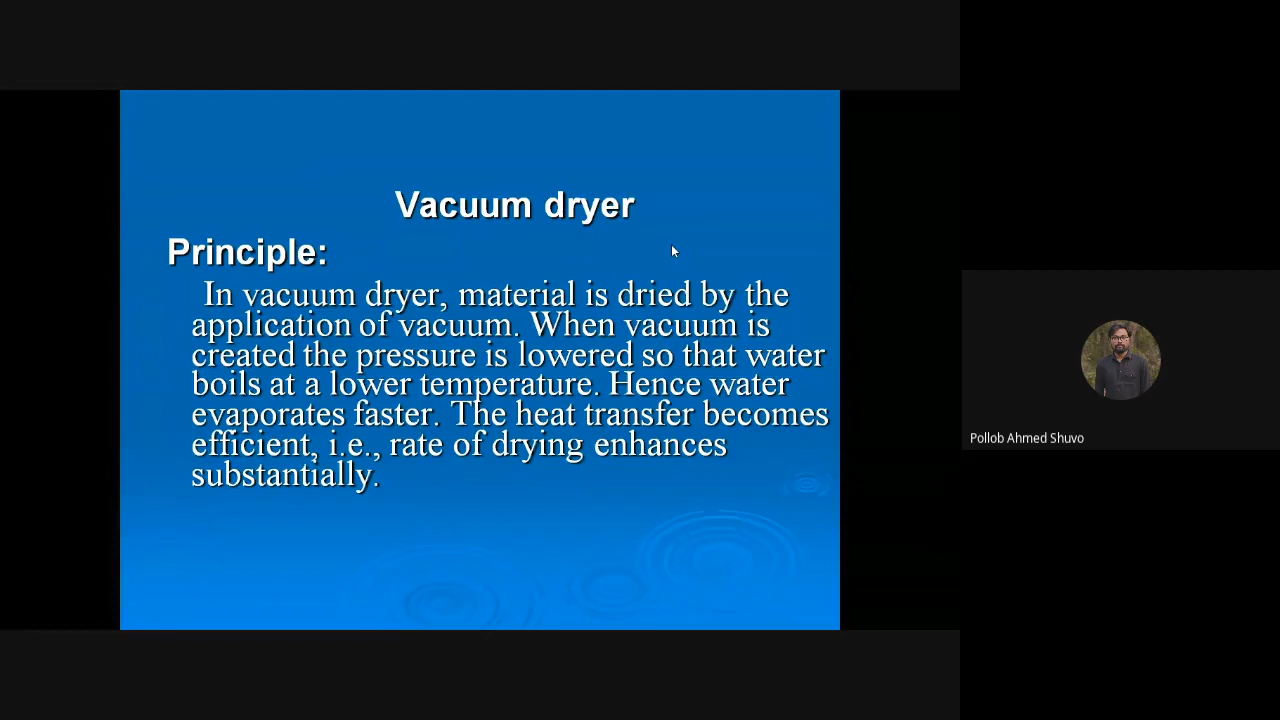 Vacuum dryer
Principle:
In vacuum dryer, material is dried by the
application of vacuum. When vacuum is
created the pressure is lowered so that water
boils at a lower temperature. Hence water
evaporates faster. The heat transfer becomes
efficient, i.e., rate of drying enhances
substantially.
Pollob Ahmed Shuvo